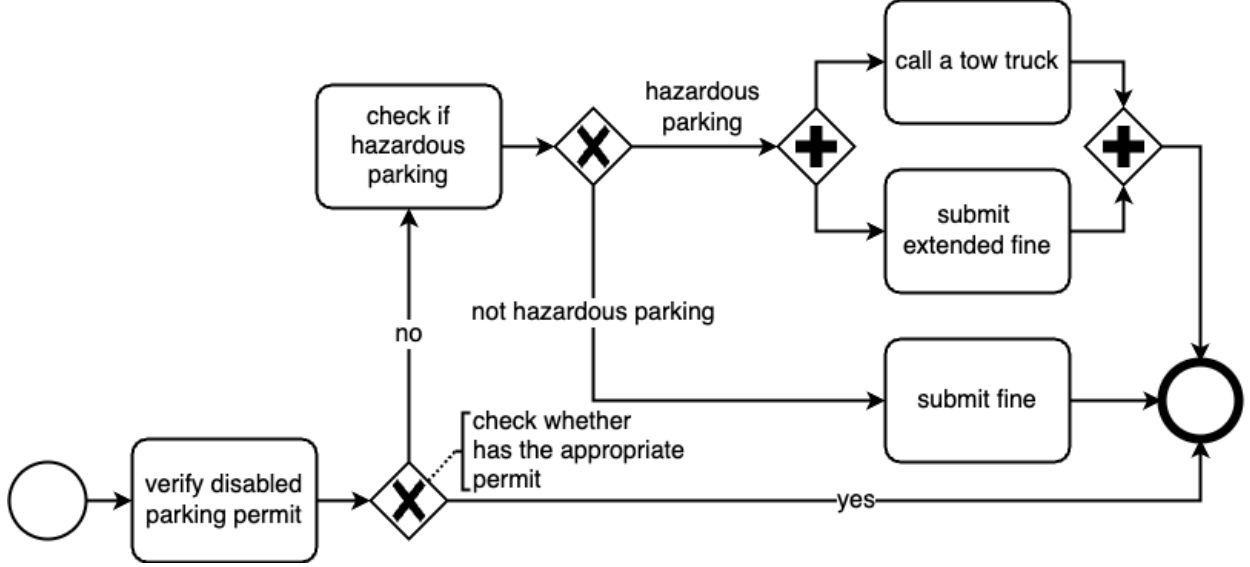 call a tow truck
hazardous
parking
check if
hazardous
parking
submit
extended fine
not hazardous parking
no
submit fine
check whether
has the appropriate
permit
verify disabled
parking permit
yes